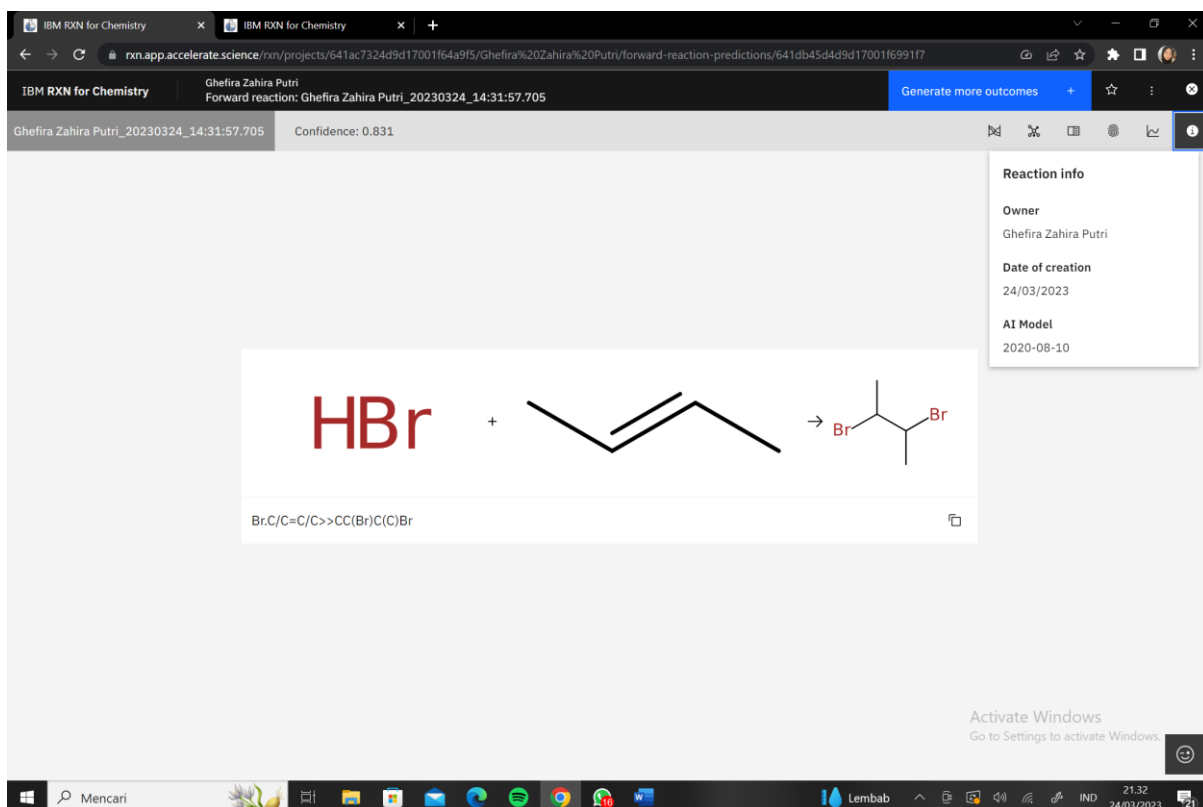 IBM RXN for Chemistry
IBM RXN for Chemistry
rxn.app.accelerate.science/rxn/projects/641ac7324d9d17001f64a9f5/Ghefira%20Zahira%20Putri/forward-reaction-predictions/641db45d4d9d17001f6991f7
IBM RXN for Chemistry
Ghefira Zahira Putri
Forward reaction: Ghefira Zahira Putri_20230324_14:31:57.705
Generate more outcomes +
Ghefira Zahira Putri_20230324_14:31:57.705
Confidence: 0.831
Reaction info
Owner
Ghefira Zahira Putri
Date of creation
24/03/2023
AI Model
2020-08-10
HBr + → Br Br
Br.C/C=C/C>>CC(Br)C(C)Br
Activate Windows
Go to Settings to activate Windows.
Mencari
16
W
Lembab
IND
21.32
24/03/2023